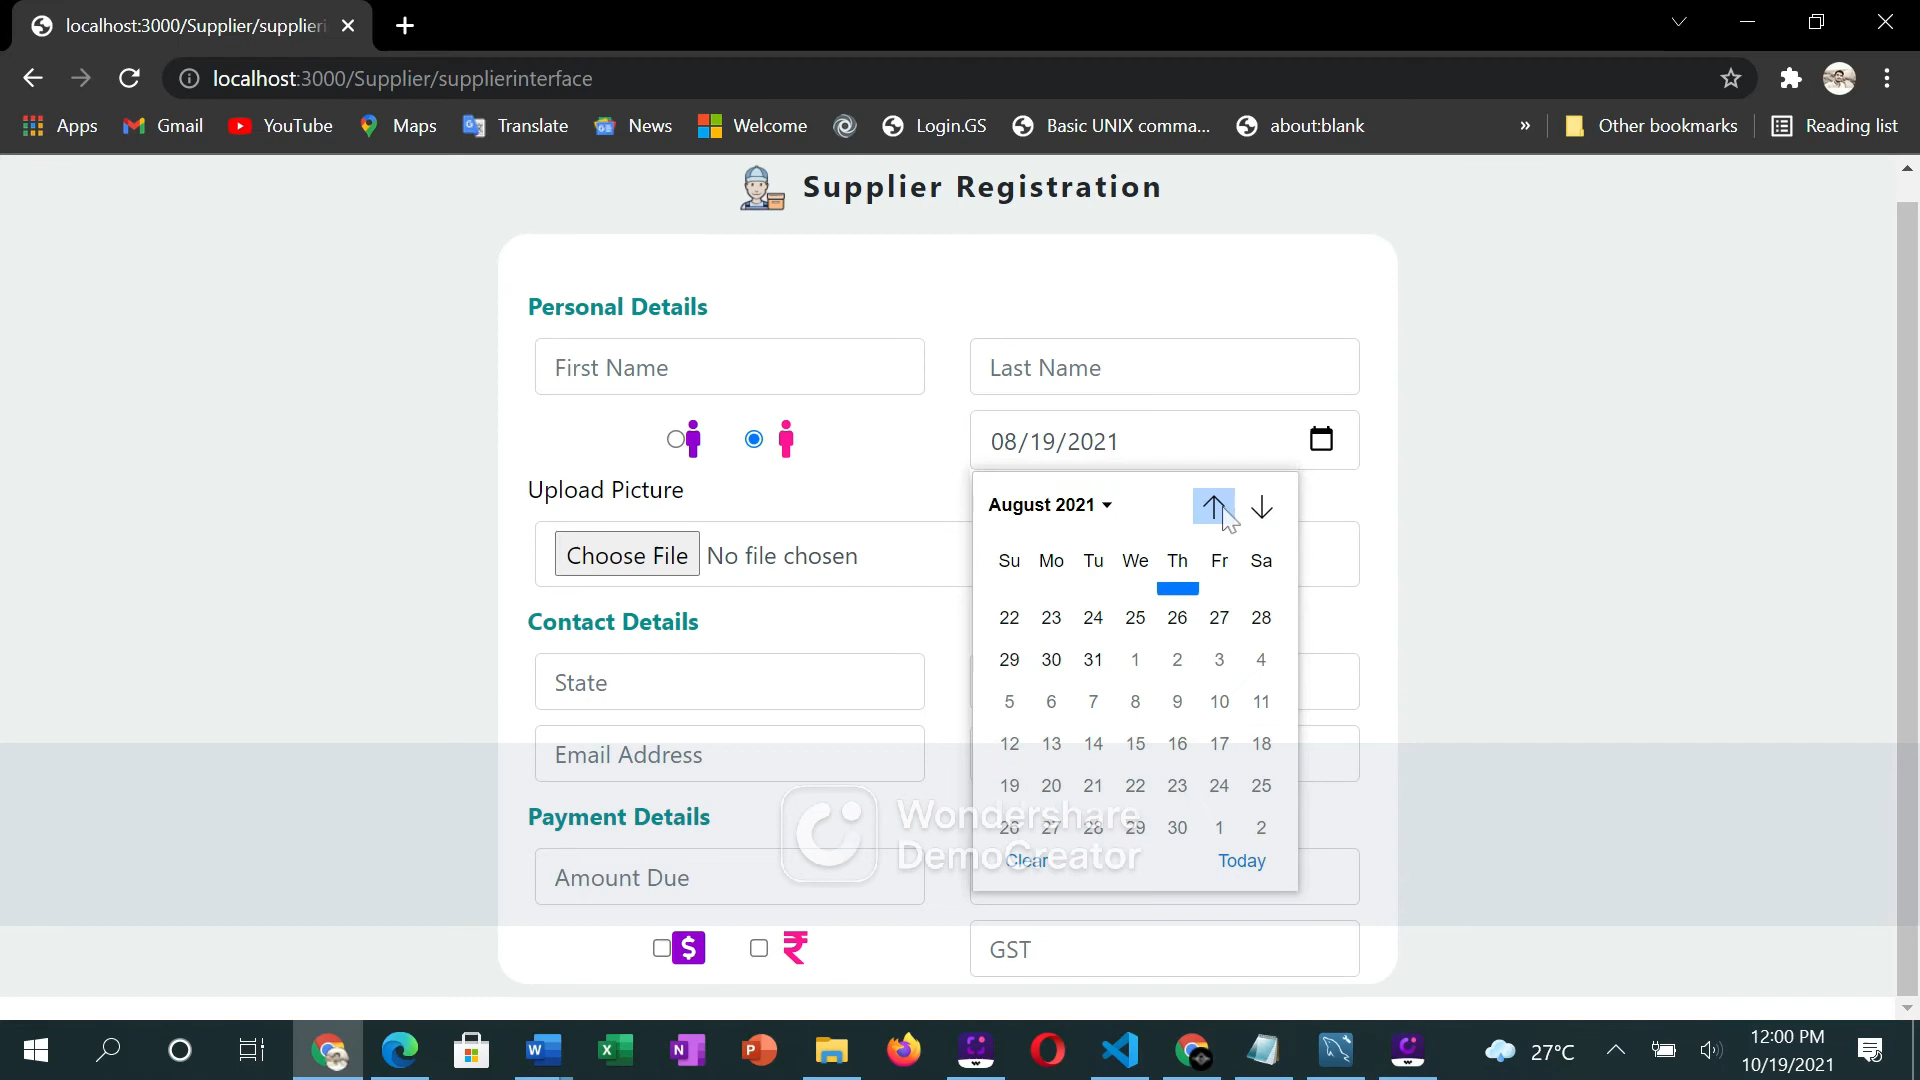 localhost:3000/Supplier/supplieri
localhost:3000/Supplier/supplierinterface
Apps Gmail YouTube Maps Translate News Welcome Login.GS Basic UNIX comma... about:blank » Other bookmarks Reading list
Supplier Registration
Personal Details
First Name Last Name
08/19/2021
Upload Picture
August 2021
Choose File No file chosen
Su Mo Tu We Th Fr Sa
22 23 24 25 26 27 28
29 30 31 1 2 3 4
5 6 7 8 9 10 11
12 13 14 15 16 17 18
19 20 21 22 23 24 25
26 27 28 29 30 1 2
Clear Today
Contact Details
State
Email Address
Payment Details
Amount Due
$ ₹ GST
Wondershare
DemoCreator
27°C
12:00 PM
10/19/2021